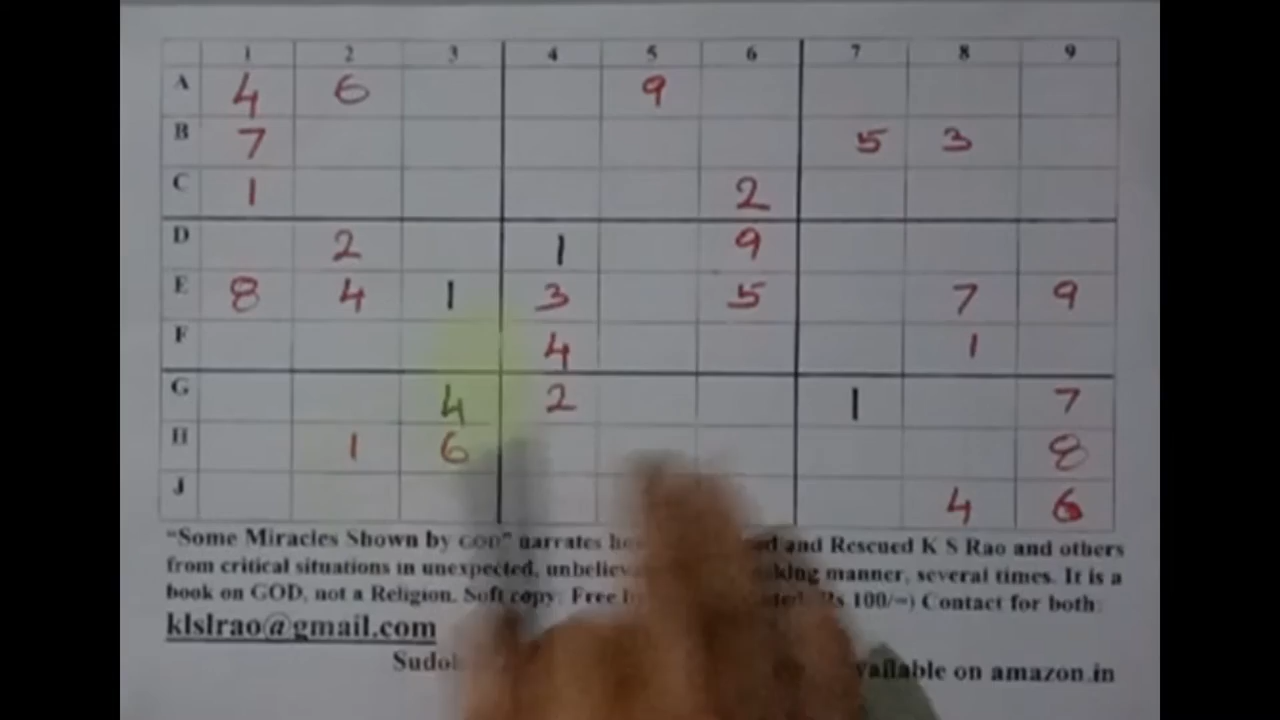 1 2 3 4 5 6 7 8 9
A 4 6 9
B 7 5 3
C 1 2
D 2 1 9
E 8 4 1 3 5 7 9
F 4 1
G 4 2 1 7
H 1 6 8
J 4 6
"Some Miracles Shown by GOD" narrates and Rescued K S Rao and others
from critical situations in unexpected, manner, several times. It is a
book on GOD, not a Religion. Soft copy: Free Rs 100/=) Contact for both:
klslrao@gmail.com
available on amazon.in